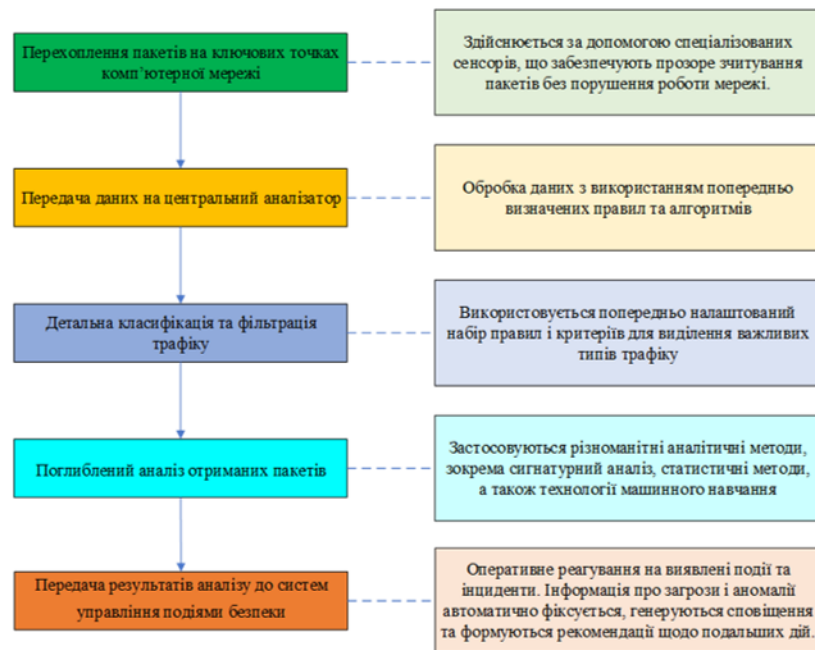 Перехоплення пакетів на ключових точках
комп’ютерної мережі
Здійснюється за допомогою спеціалізованих
сенсорів, що забезпечують прозоре зчитування
пакетів без порушення роботи мережі.
Передача даних на центральний аналізатор
Обробка даних з використанням попередньо
визначених правил та алгоритмів
Детальна класифікація та фільтрація
трафіку
Використовується попередньо налаштований
набір правил і критеріїв для виділення важливих
типів трафіку
Поглиблений аналіз отриманих пакетів
Застосовуються різноманітні аналітичні методи,
зокрема сигнатурний аналіз, статистичні методи,
а також технології машинного навчання
Передача результатів аналізу до систем
управління подіями безпеки
Оперативне реагування на виявлені події та
інциденти. Інформація про загрози і аномалії
автоматично фіксується, генеруються сповіщення
та формуються рекомендації щодо подальших дій.